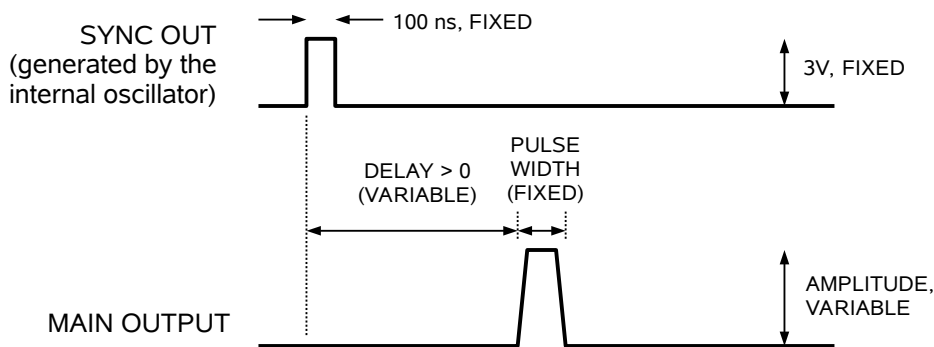 100 ns, FIXED
SYNC OUT
(generated by the
internal oscillator)
3V, FIXED
PULSE
WIDTH
(FIXED)
DELAY > 0
(VARIABLE)
AMPLITUDE,
VARIABLE
MAIN OUTPUT